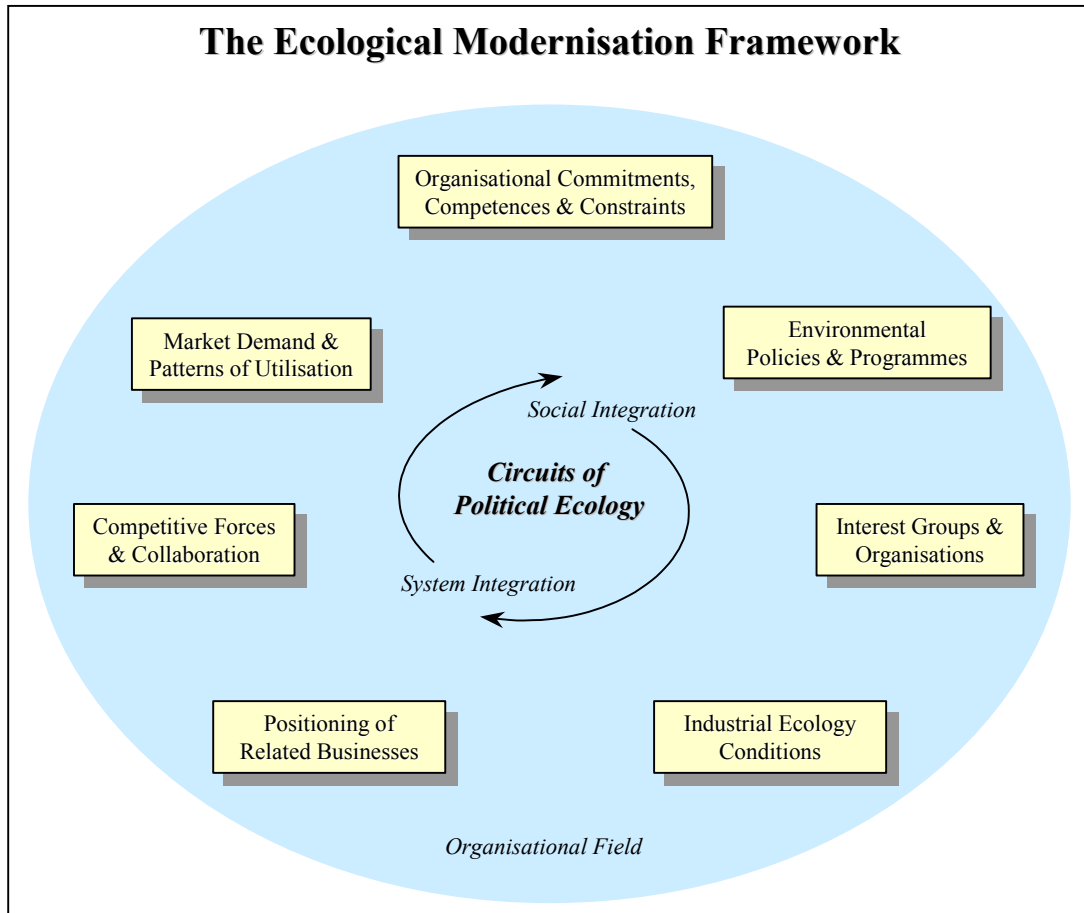 The Ecological Modernisation Framework
Organisational Commitments,
Competences & Constraints
Market Demand &
Patterns of Utilisation
Environmental
Policies & Programmes
Social Integration
Circuits of
Political Ecology
Competitive Forces
& Collaboration
Interest Groups &
Organisations
System Integration
Positioning of
Related Businesses
Industrial Ecology
Conditions
Organisational Field